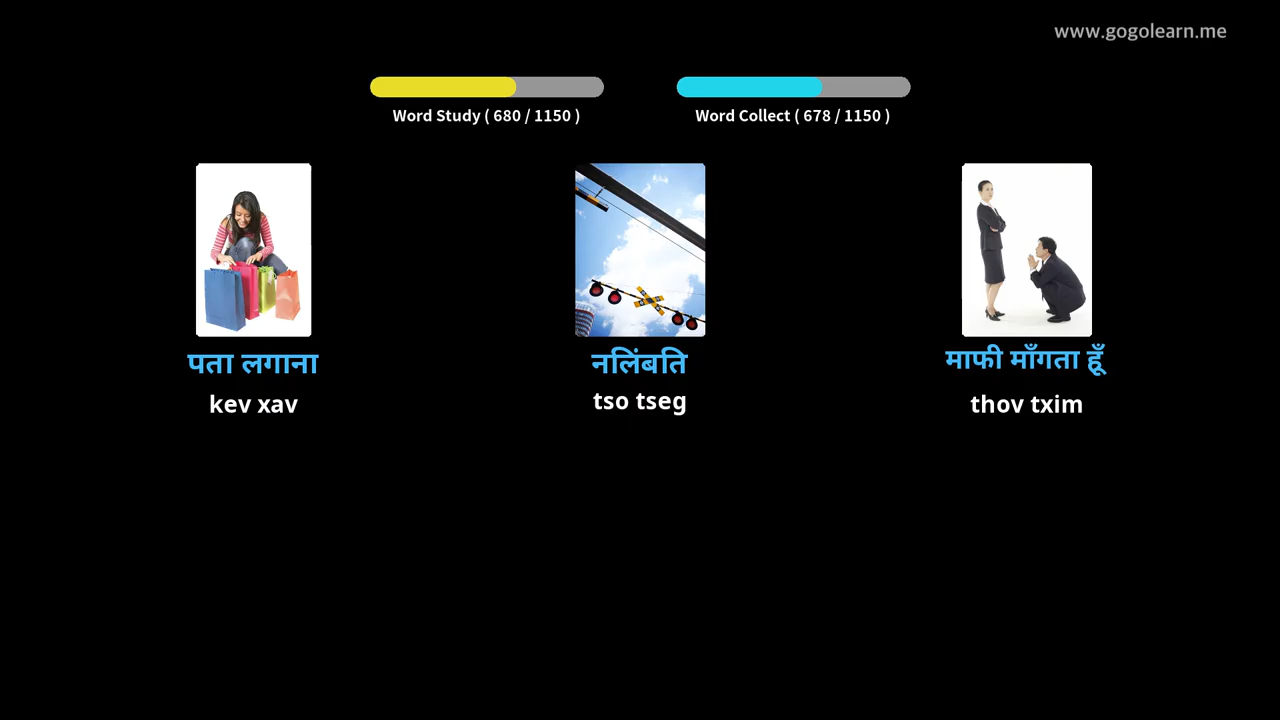 www.gogolearn.me
Word Study ( 680 / 1150 )
Word Collect ( 678 / 1150 )
पता लगाना
नलिंबति
माफी माँगता हूँ
kev xav
tso tseg
thov txim